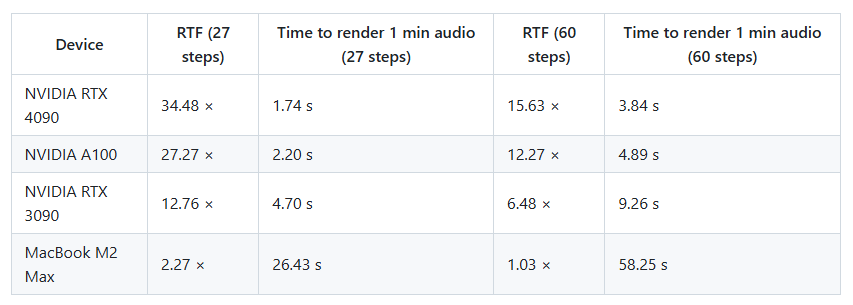 Device
RTF (27
steps)
Time to render 1 min audio
(27 steps)
RTF (60
steps)
Time to render 1 min audio
(60 steps)
NVIDIA RTX
4090
34.48 ×
1.74 s
15.63 ×
3.84 s
NVIDIA A100
27.27 ×
2.20 s
12.27 ×
4.89 s
NVIDIA RTX
3090
12.76 ×
4.70 s
6.48 ×
9.26 s
MacBook M2
Max
2.27 ×
26.43 s
1.03 ×
58.25 s